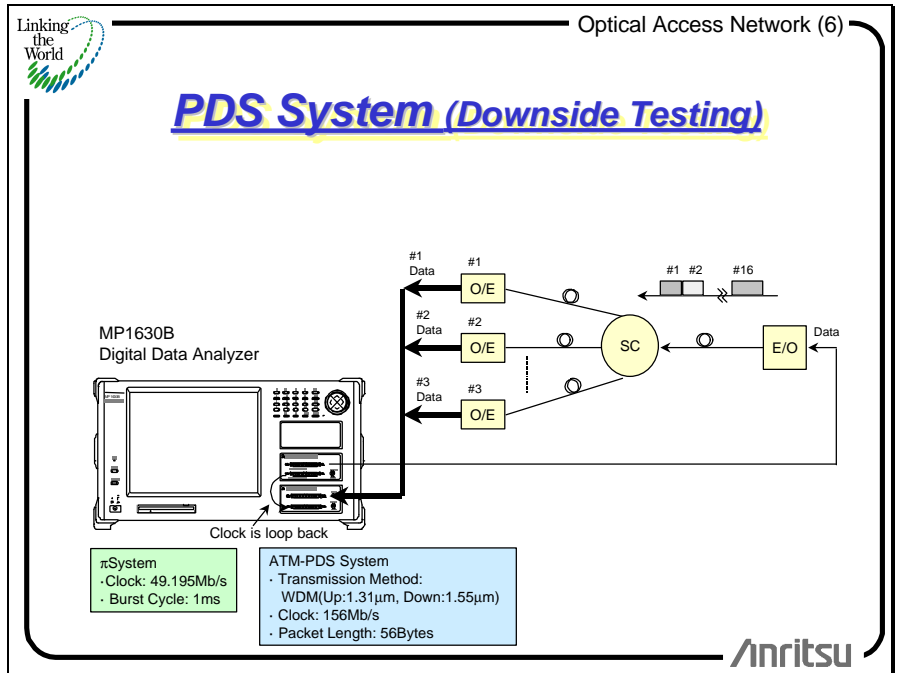 Linking
the
World
Optical Access Network (6)
PDS System (Downside Testing)
#1
Data
#1
O/E
#1 #2 #16
#2
Data
#2
O/E
SC
E/O
Data
MP1630B
Digital Data Analyzer
#3
Data
#3
O/E
Clock is loop back
πSystem
·Clock: 49.195Mb/s
· Burst Cycle: 1ms
ATM-PDS System
· Transmission Method:
WDM(Up:1.31μm, Down:1.55μm)
· Clock: 156Mb/s
· Packet Length: 56Bytes
Anritsu